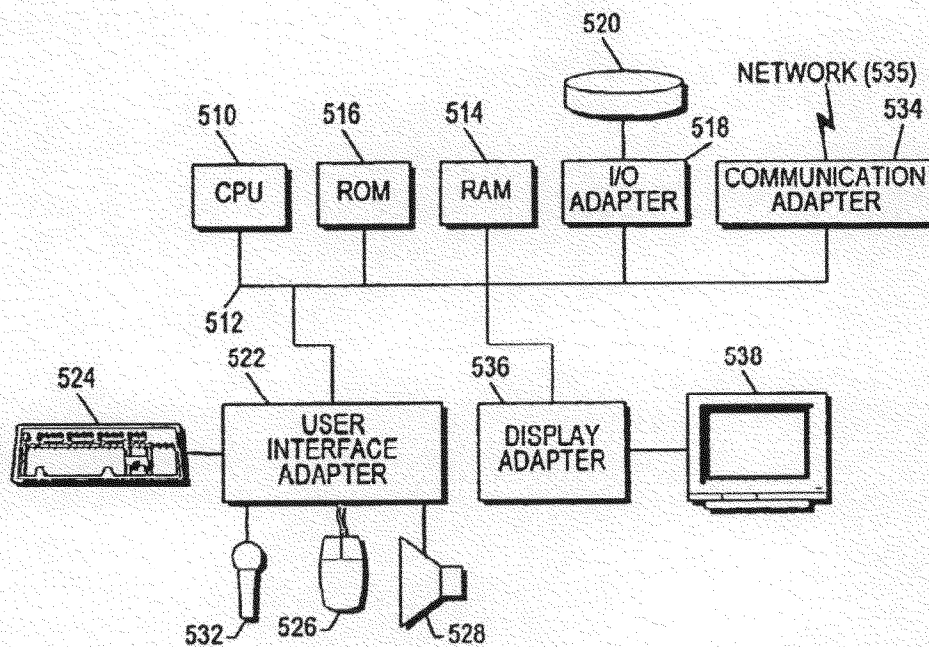 520
NETWORK (535)
510
516
514
518
534
CPU
ROM
RAM
I/O
ADAPTER
COMMUNICATION
ADAPTER
512
524
522
536
538
USER
INTERFACE
ADAPTER
DISPLAY
ADAPTER
532
526
528